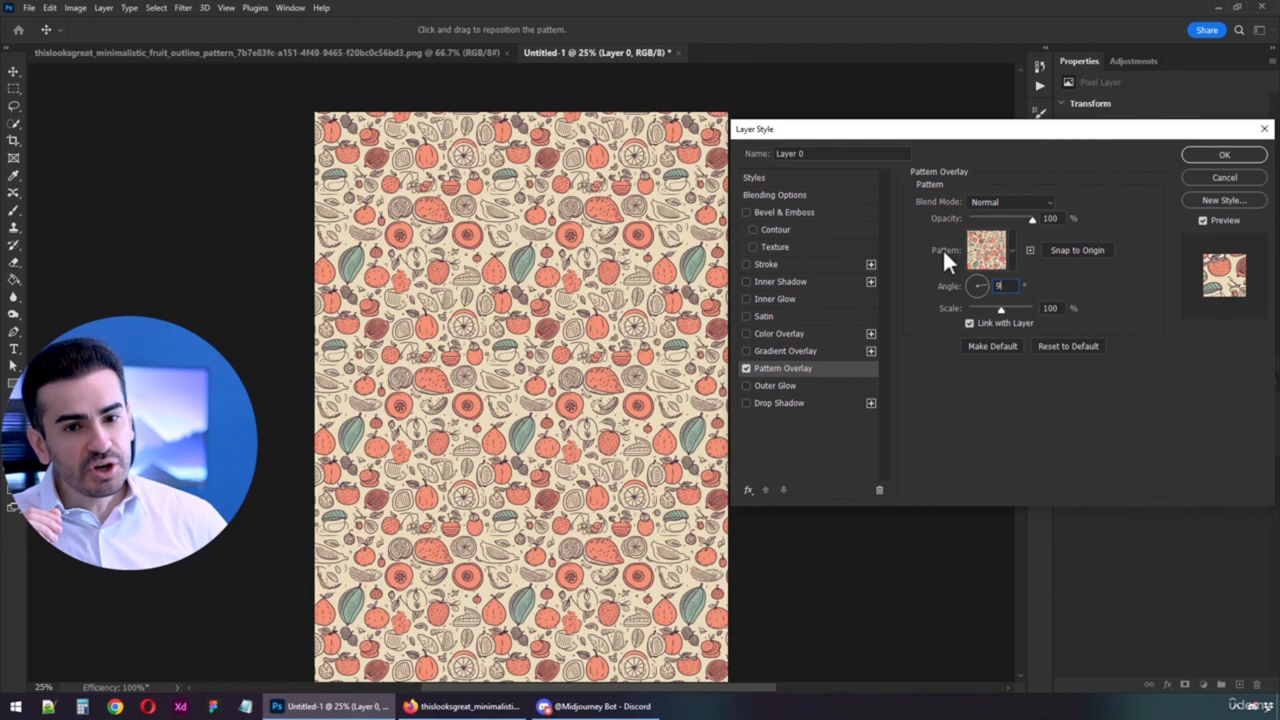 File Edit Image Layer Type Select Filter 3D View Plugins Window Help
Click and drag to reposition the pattern.
Share
thislooksgreat_minimalistic_fruit_outline_pattern_7b7e83fc-a151-4f49-9465-f20bc0c56bd3.png @ 66.7% (RGB/8#) ×
Untitled-1 @ 25% (Layer 0, RGB/8) * ×
Properties Adjustments
Pixel Layer
Transform
Layer Style
Name: Layer 0
Styles
Blending Options
Bevel & Emboss
Contour
Texture
Stroke
Inner Shadow
Inner Glow
Satin
Color Overlay
Gradient Overlay
Pattern Overlay
Outer Glow
Drop Shadow
fx
Pattern Overlay
Pattern
Blend Mode: Normal
Opacity: 100 %
Pattern: Snap to Origin
Angle: 9 °
Scale: 100 %
Link with Layer
Make Default Reset to Default
OK
Cancel
New Style...
Preview
25% Efficiency: 100%*
fx
Ps Untitled-1 @ 25% (Layer 0, ...
thislooksgreat_minimalisti...
@Midjourney Bot - Discord
Xd